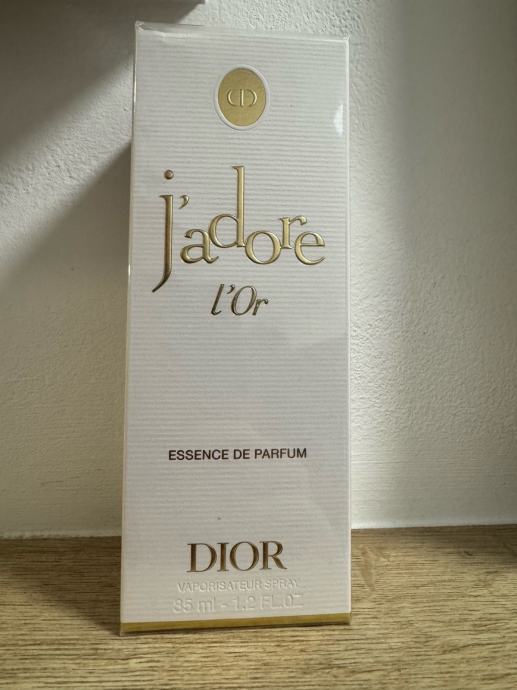 CD
j'adore
l'Or
ESSENCE DE PARFUM
DIOR
VAPORISATEUR SPRAY
35 ml - 1.2 FL.OZ